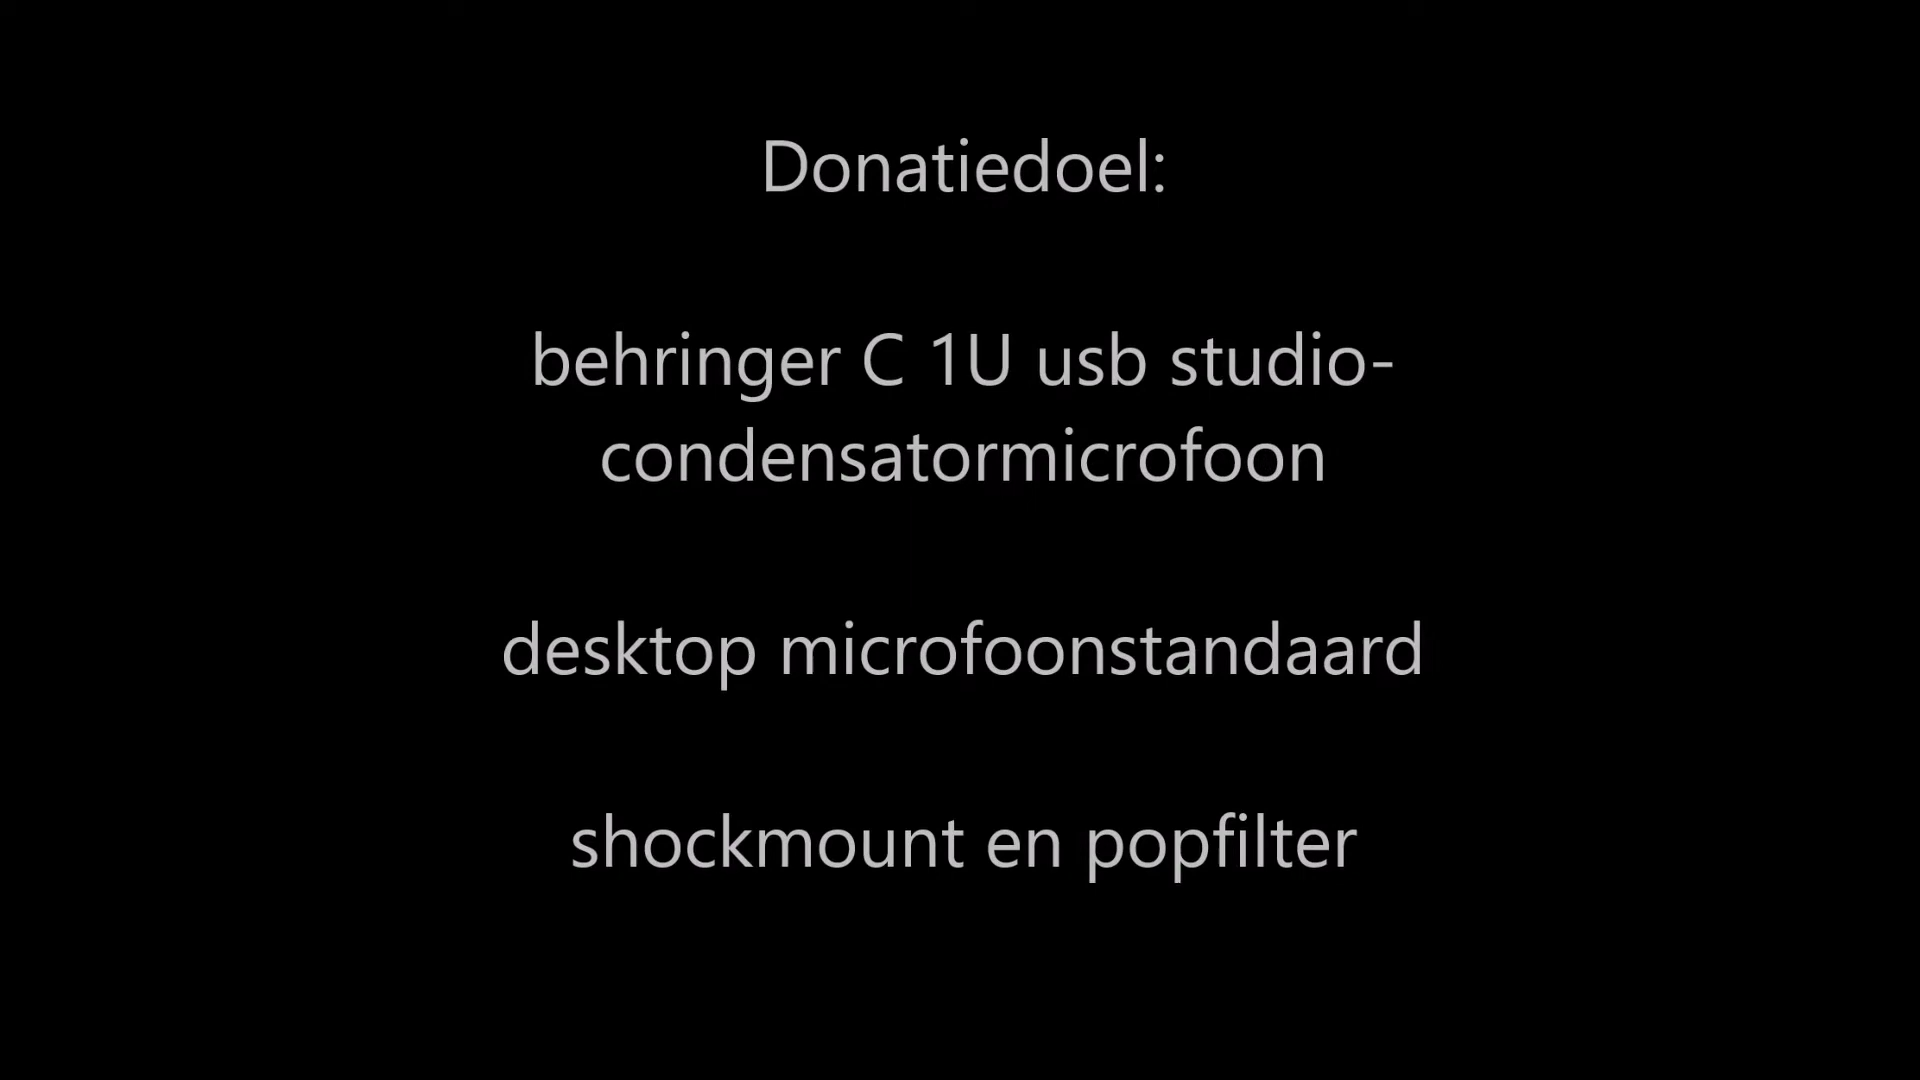 Donatiedoel:
behringer C 1U usb studio-
condensatormicrofoon
desktop microfoonstandaard
shockmount en popfilter